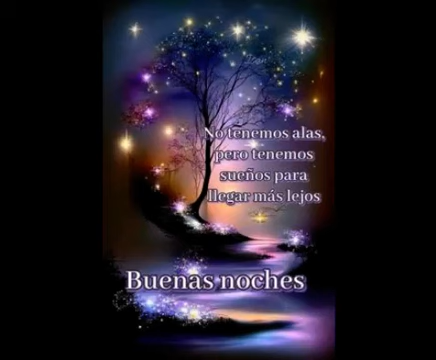 No tenemos alas,
pero tenemos
sueños para
llegar más lejos
Buenas noches